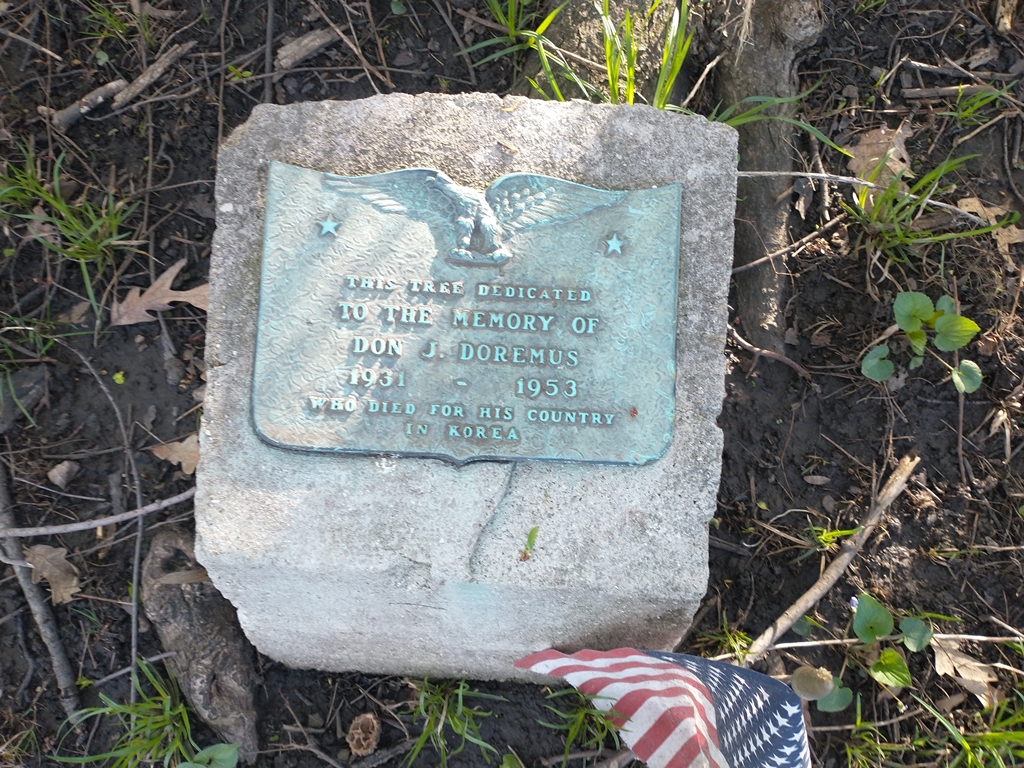 THIS TREE DEDICATED
TO THE MEMORY OF
DON J. DOREMUS
1931 - 1953
WHO DIED FOR HIS COUNTRY
IN KOREA